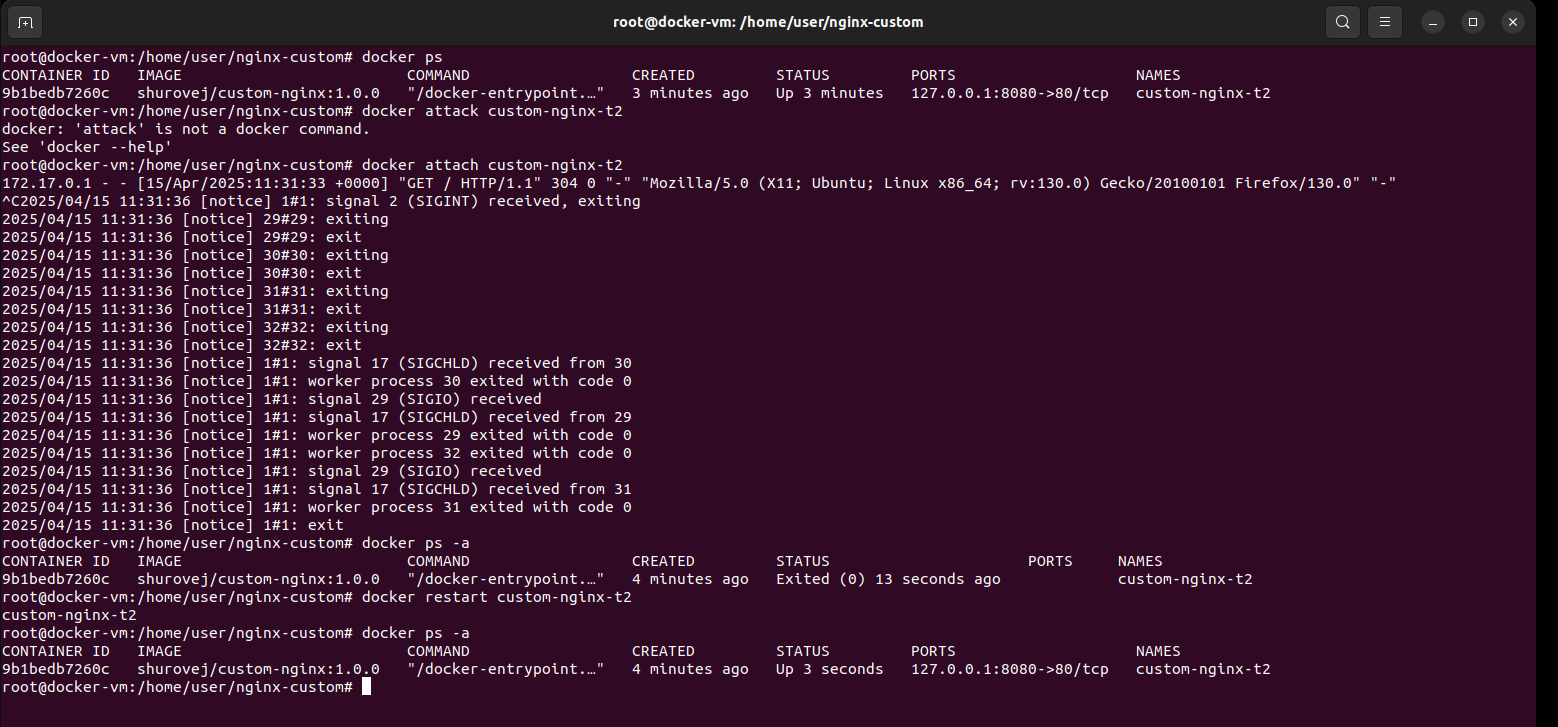 root@docker-vm: /home/user/nginx-custom
root@docker-vm:/home/user/nginx-custom# docker ps
CONTAINER ID   IMAGE                         COMMAND                  CREATED         STATUS         PORTS                    NAMES
9b1bedb7260c   shurovej/custom-nginx:1.0.0   "/docker-entrypoint.…"   3 minutes ago   Up 3 minutes   127.0.0.1:8080->80/tcp   custom-nginx-t2
root@docker-vm:/home/user/nginx-custom# docker attack custom-nginx-t2
docker: 'attack' is not a docker command.
See 'docker --help'
root@docker-vm:/home/user/nginx-custom# docker attach custom-nginx-t2
172.17.0.1 - - [15/Apr/2025:11:31:33 +0000] "GET / HTTP/1.1" 304 0 "-" "Mozilla/5.0 (X11; Ubuntu; Linux x86_64; rv:130.0) Gecko/20100101 Firefox/130.0" "-"
^C2025/04/15 11:31:36 [notice] 1#1: signal 2 (SIGINT) received, exiting
2025/04/15 11:31:36 [notice] 29#29: exiting
2025/04/15 11:31:36 [notice] 29#29: exit
2025/04/15 11:31:36 [notice] 30#30: exiting
2025/04/15 11:31:36 [notice] 30#30: exit
2025/04/15 11:31:36 [notice] 31#31: exiting
2025/04/15 11:31:36 [notice] 31#31: exit
2025/04/15 11:31:36 [notice] 32#32: exiting
2025/04/15 11:31:36 [notice] 32#32: exit
2025/04/15 11:31:36 [notice] 1#1: signal 17 (SIGCHLD) received from 30
2025/04/15 11:31:36 [notice] 1#1: worker process 30 exited with code 0
2025/04/15 11:31:36 [notice] 1#1: signal 29 (SIGIO) received
2025/04/15 11:31:36 [notice] 1#1: signal 17 (SIGCHLD) received from 29
2025/04/15 11:31:36 [notice] 1#1: worker process 29 exited with code 0
2025/04/15 11:31:36 [notice] 1#1: worker process 32 exited with code 0
2025/04/15 11:31:36 [notice] 1#1: signal 29 (SIGIO) received
2025/04/15 11:31:36 [notice] 1#1: signal 17 (SIGCHLD) received from 31
2025/04/15 11:31:36 [notice] 1#1: worker process 31 exited with code 0
2025/04/15 11:31:36 [notice] 1#1: exit
root@docker-vm:/home/user/nginx-custom# docker ps -a
CONTAINER ID   IMAGE                         COMMAND                  CREATED         STATUS                      PORTS     NAMES
9b1bedb7260c   shurovej/custom-nginx:1.0.0   "/docker-entrypoint.…"   4 minutes ago   Exited (0) 13 seconds ago             custom-nginx-t2
root@docker-vm:/home/user/nginx-custom# docker restart custom-nginx-t2
custom-nginx-t2
root@docker-vm:/home/user/nginx-custom# docker ps -a
CONTAINER ID   IMAGE                         COMMAND                  CREATED         STATUS         PORTS                    NAMES
9b1bedb7260c   shurovej/custom-nginx:1.0.0   "/docker-entrypoint.…"   4 minutes ago   Up 3 seconds   127.0.0.1:8080->80/tcp   custom-nginx-t2
root@docker-vm:/home/user/nginx-custom#